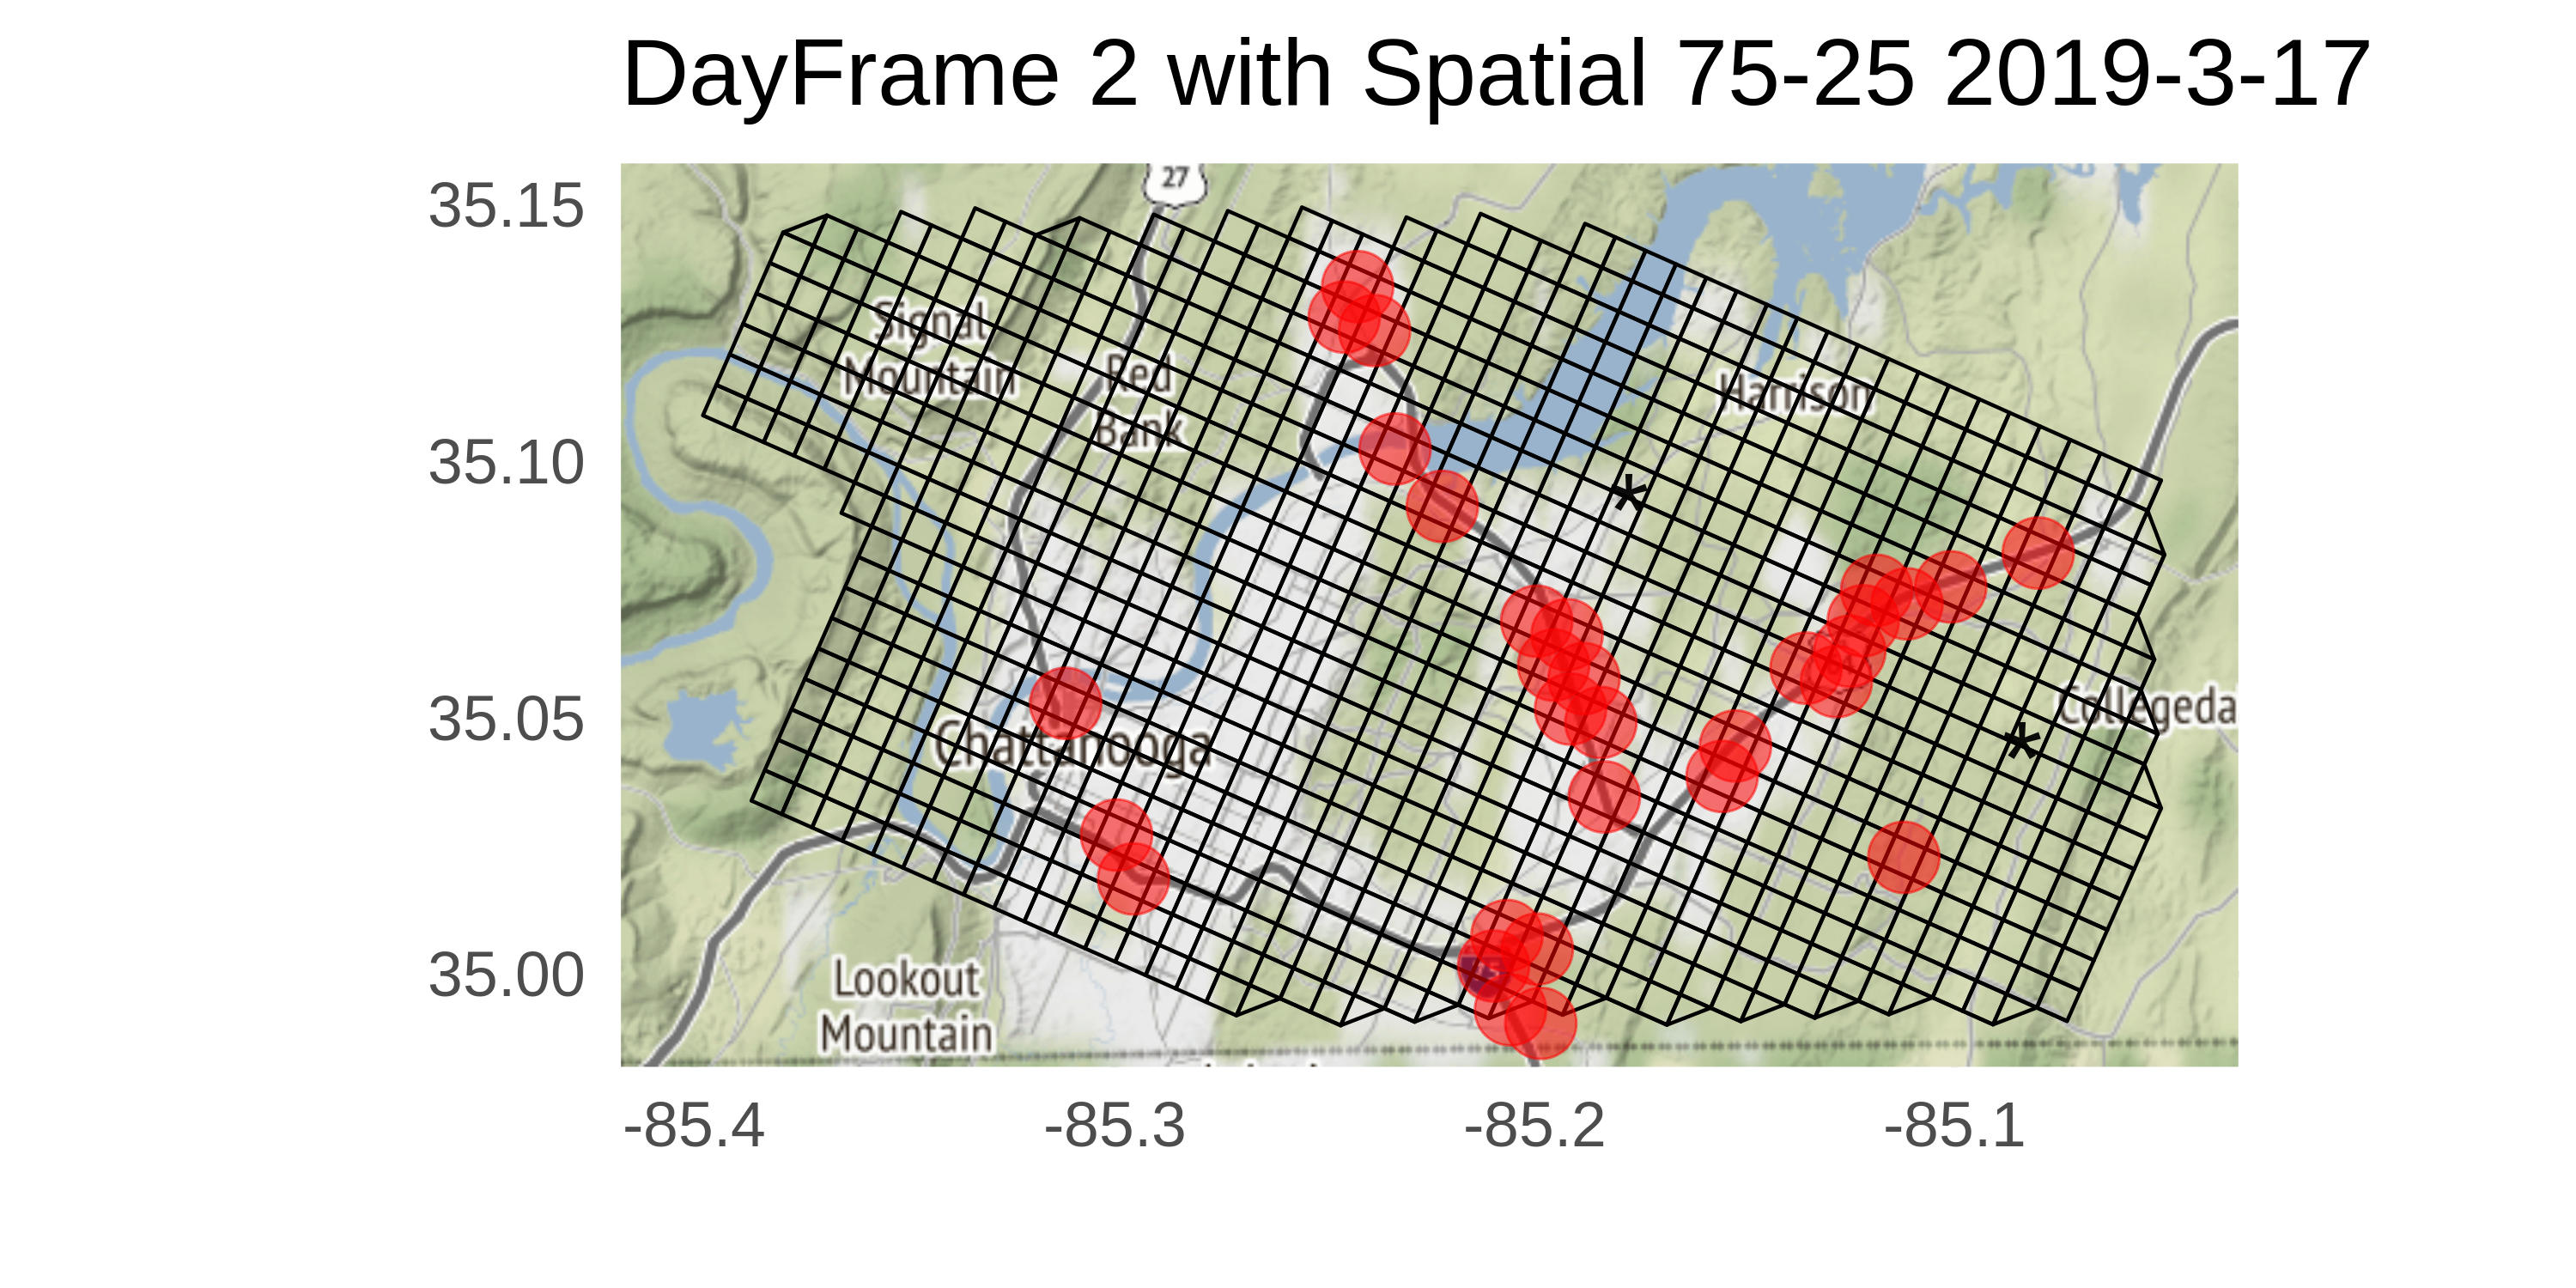 DayFrame 2 with Spatial 75-25 2019-3-17
35.15
35.10
35.05
35.00
27
Signal
Mountain
Red
Bank
Harrison
*
*
Collegeda
Chattanooga
Lookout
Mountain
-85.4
-85.3
-85.2
-85.1